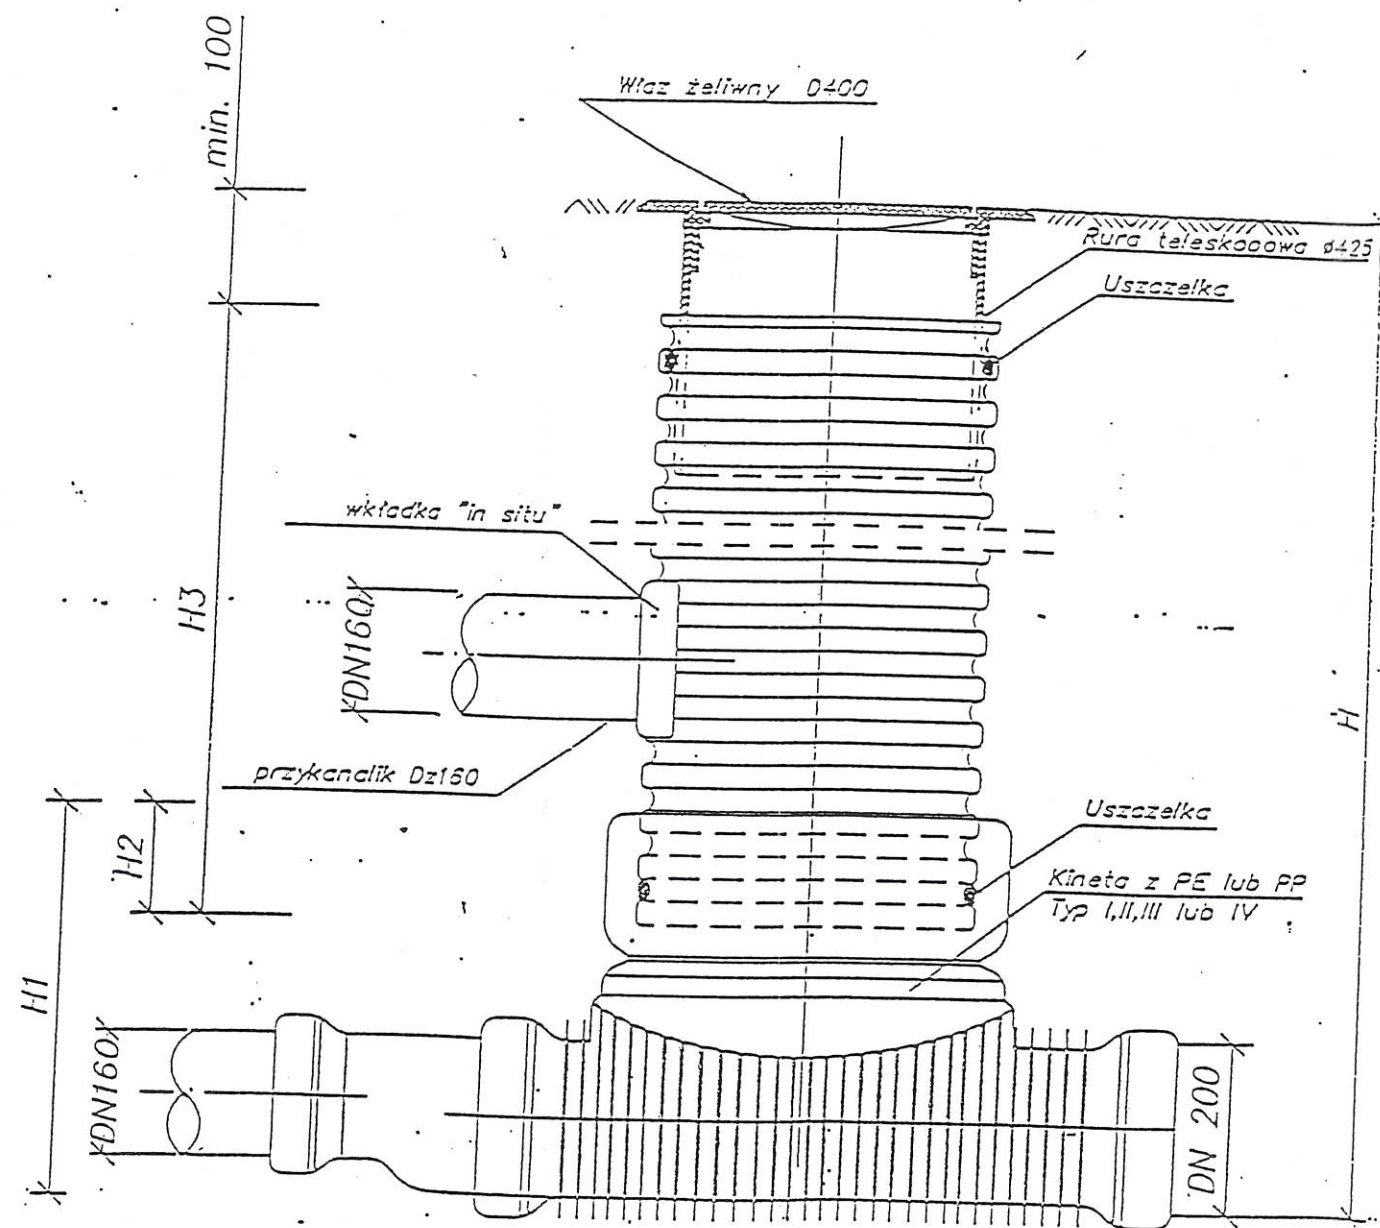 min. 100
Właz żeliwny D400
Rura teleskopowa ø425
Uszczelka
wkładka "in situ"
H3
DN160
H
przykanalik Dz160
Uszczelka
H2
Kineta z PE lub PP
Typ I,II,III lub IV
H1
DN160
DN 200